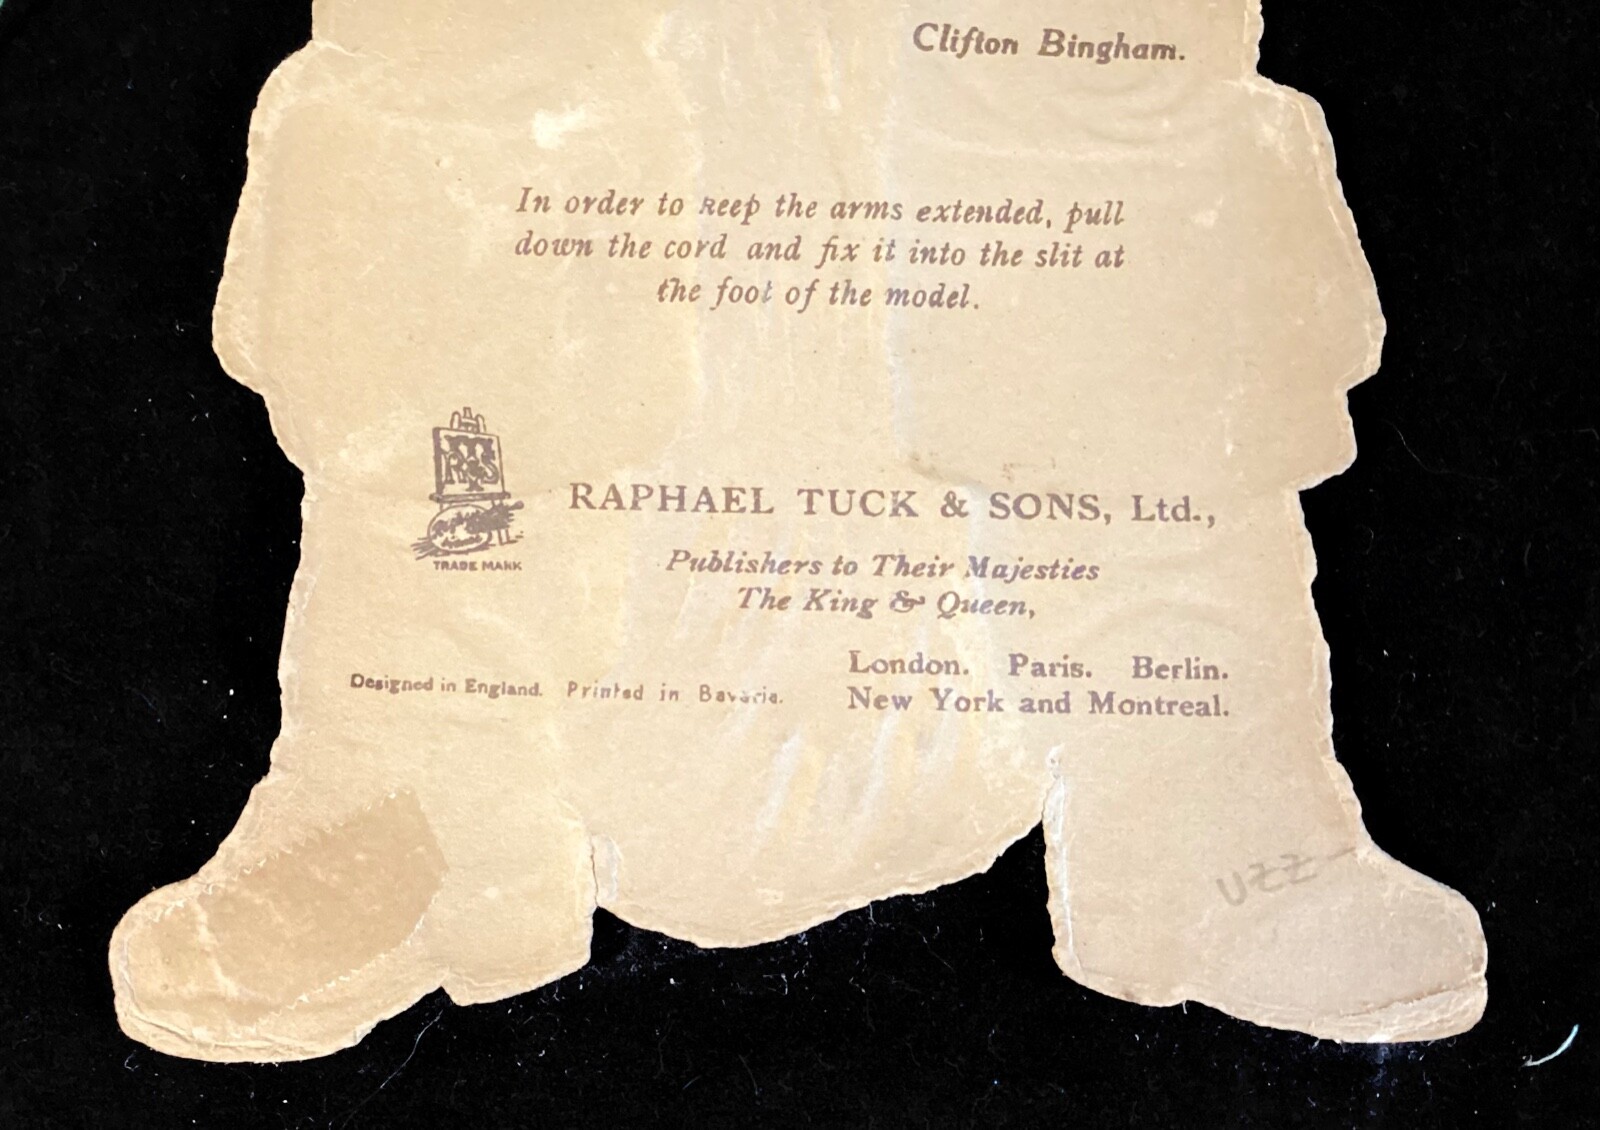 Clifton Bingham.
In order to keep the arms extended, pull
down the cord and fix it into the slit at
the foot of the model.
RT&S
TRADE MARK
RAPHAEL TUCK & SONS, Ltd.,
Publishers to Their Majesties
The King & Queen,
London. Paris. Berlin.
New York and Montreal.
Designed in England. Printed in Bavaria.
UZZ-